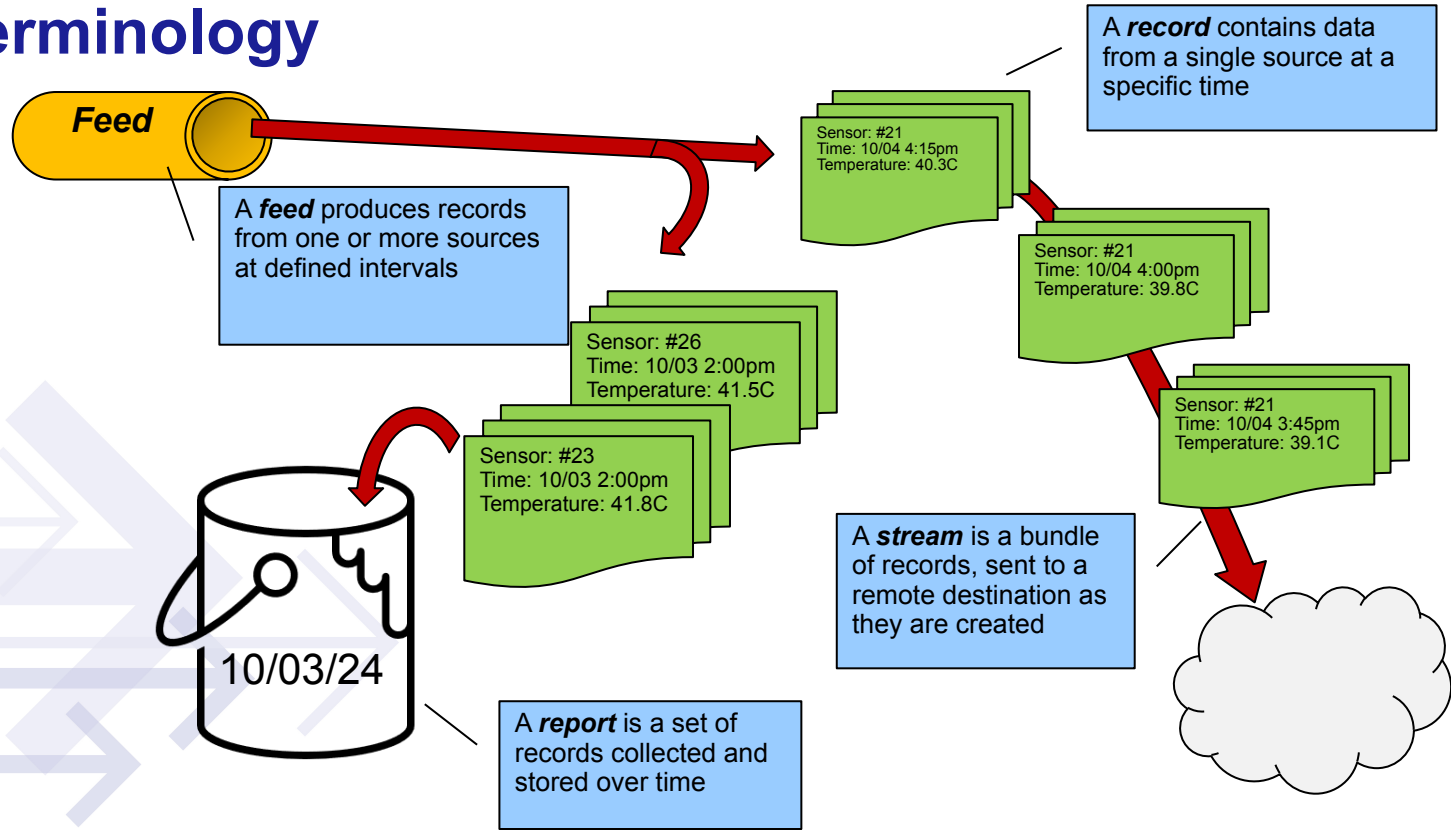 erminology
Feed
A feed produces records
from one or more sources
at defined intervals
A record contains data
from a single source at a
specific time
Sensor: #21
Time: 10/04 4:15pm
Temperature: 40.3C
Sensor: #21
Time: 10/04 4:00pm
Temperature: 39.8C
Sensor: #21
Time: 10/04 3:45pm
Temperature: 39.1C
Sensor: #26
Time: 10/03 2:00pm
Temperature: 41.5C
Sensor: #23
Time: 10/03 2:00pm
Temperature: 41.8C
A stream is a bundle
of records, sent to a
remote destination as
they are created
10/03/24
A report is a set of
records collected and
stored over time